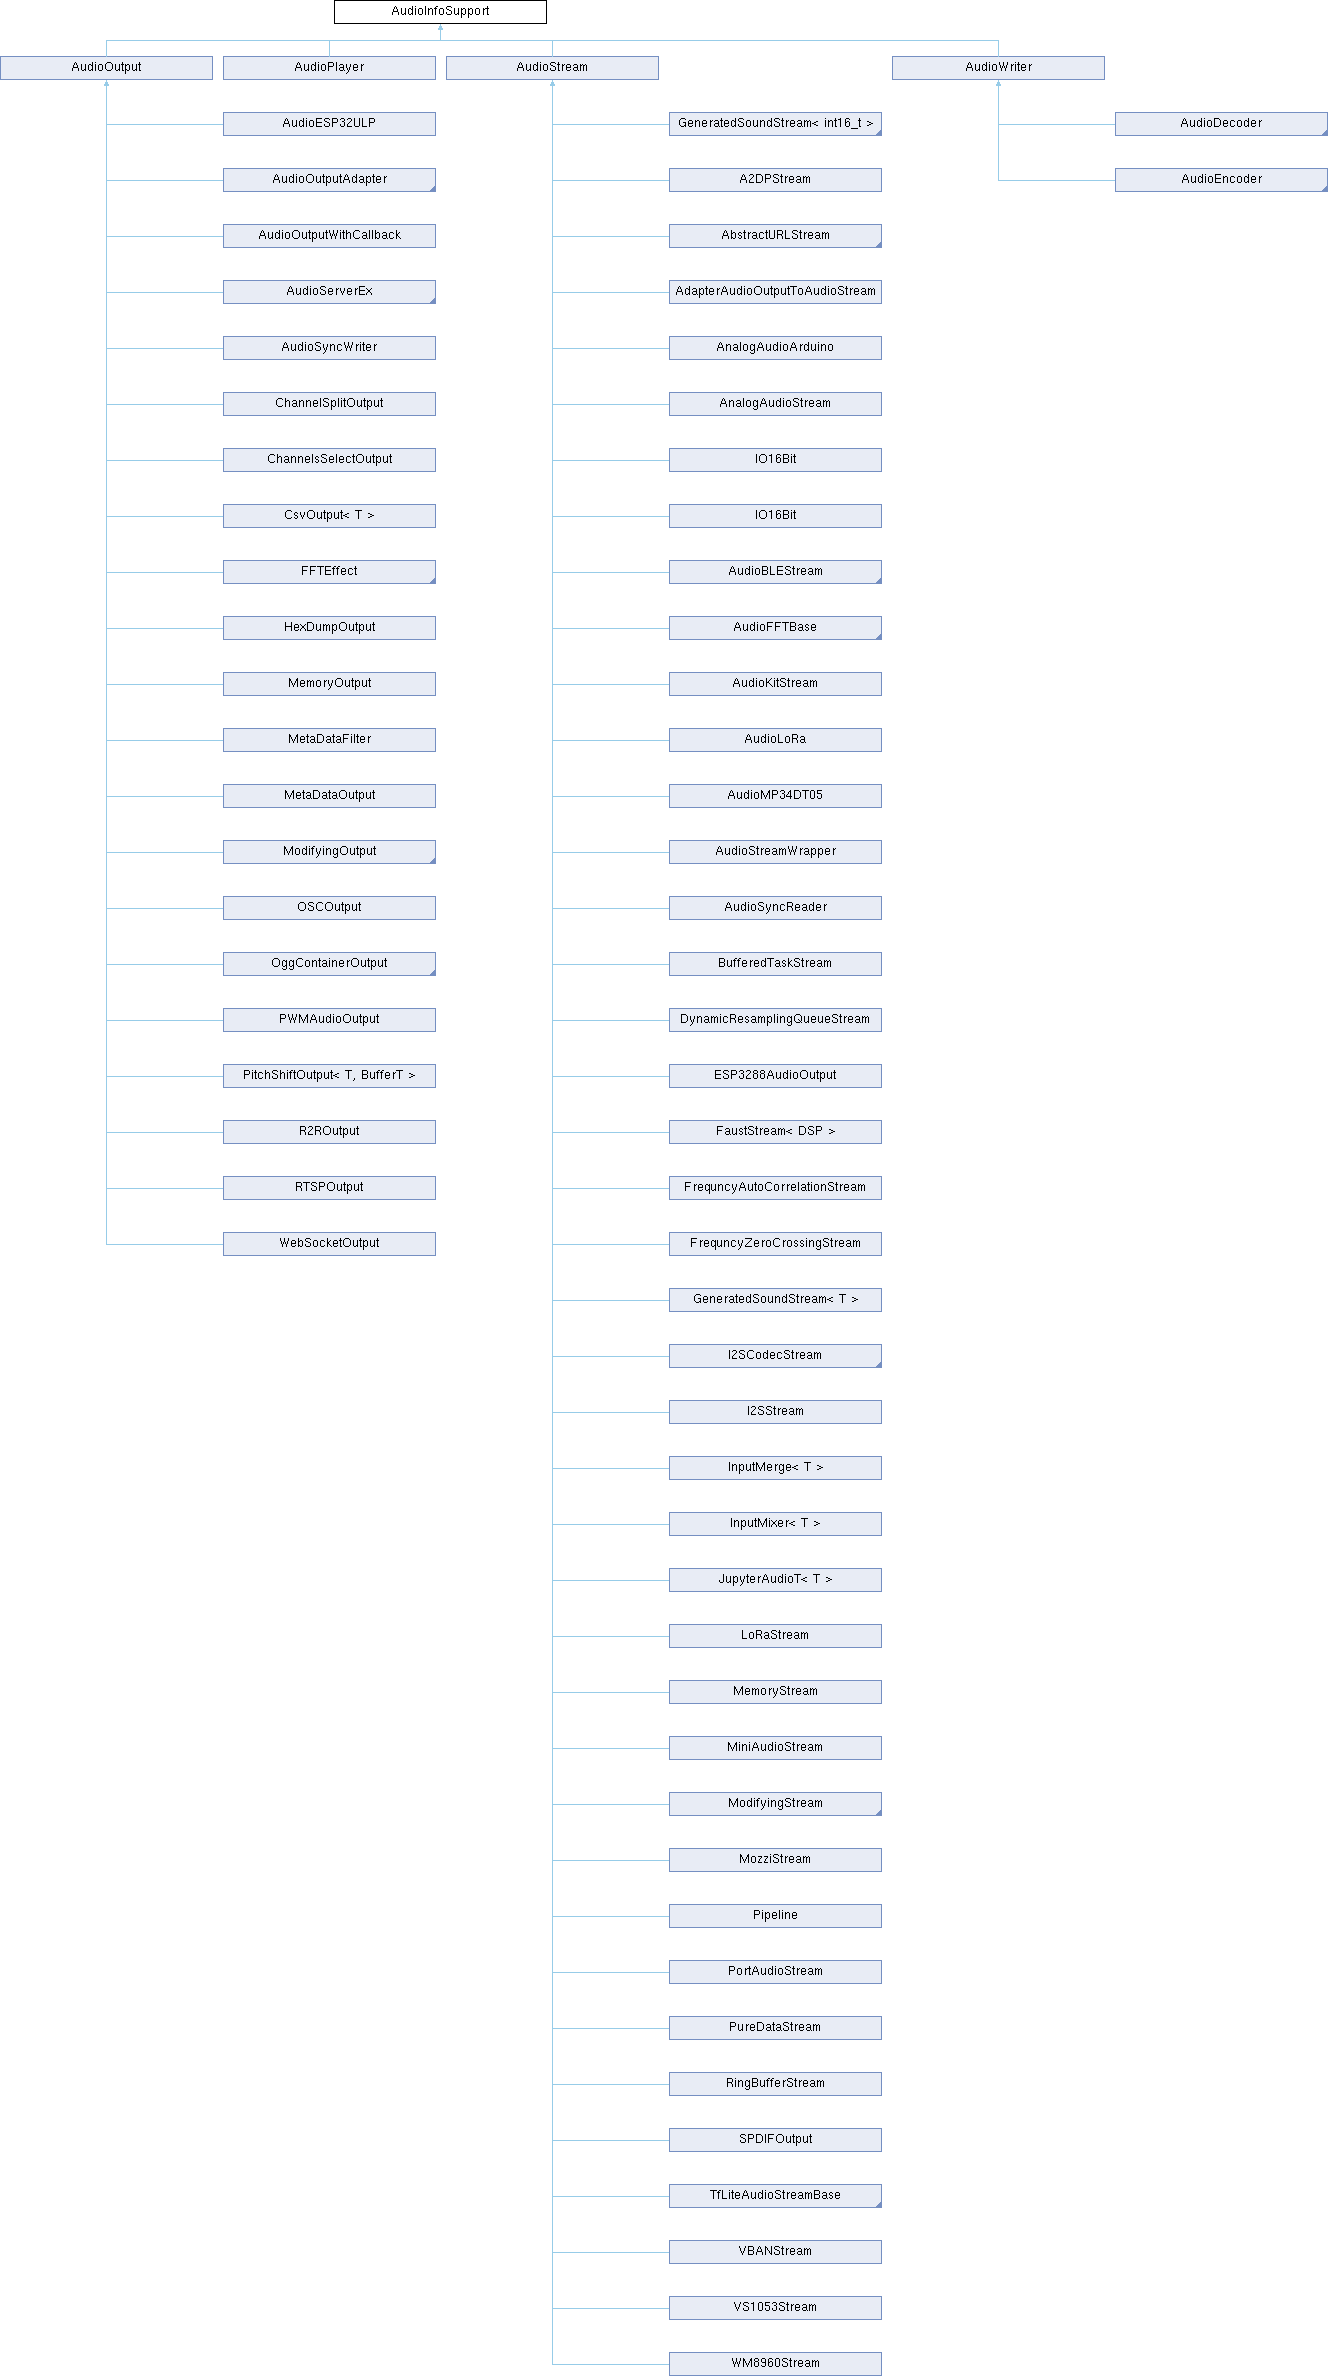 AudioInfoSupport
AudioOutput
AudioPlayer
AudioStream
AudioWriter
AudioESP32ULP
AudioOutputAdapter
AudioOutputWithCallback
AudioServerEx
AudioSyncWriter
ChannelSplitOutput
ChannelsSelectOutput
CsvOutput< T >
FFTEffect
HexDumpOutput
MemoryOutput
MetaDataFilter
MetaDataOutput
ModifyingOutput
OSCOutput
OggContainerOutput
PWMAudioOutput
PitchShiftOutput< T, BufferT >
R2ROutput
RTSPOutput
WebSocketOutput
GeneratedSoundStream< int16_t >
A2DPStream
AbstractURLStream
AdapterAudioOutputToAudioStream
AnalogAudioArduino
AnalogAudioStream
IO16Bit
IO16Bit
AudioBLEStream
AudioFFTBase
AudioKitStream
AudioLoRa
AudioMP34DT05
AudioStreamWrapper
AudioSyncReader
BufferedTaskStream
DynamicResamplingQueueStream
ESP3288AudioOutput
FaustStream< DSP >
FrequncyAutoCorrelationStream
FrequncyZeroCrossingStream
GeneratedSoundStream< T >
I2SCodecStream
I2SStream
InputMerge< T >
InputMixer< T >
JupyterAudioT< T >
LoRaStream
MemoryStream
MiniAudioStream
ModifyingStream
MozziStream
Pipeline
PortAudioStream
PureDataStream
RingBufferStream
SPDIFOutput
TfLiteAudioStreamBase
VBANStream
VS1053Stream
WM8960Stream
AudioDecoder
AudioEncoder